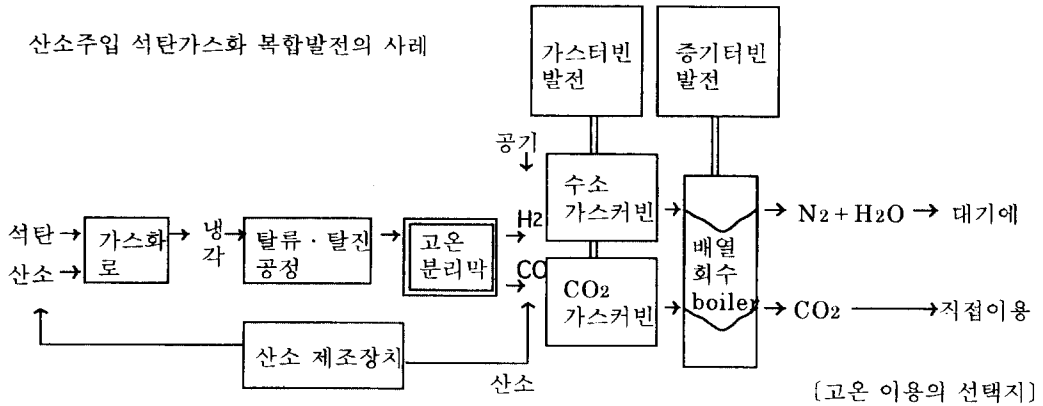 산소주입 석탄가스화 복합발전의 사례
가스터빈
발전
증기터빈
발전
공기
수소
가스커빈
H2
석탄
산소
가스화
로
냉
각
탈류·탈진
공정
고온
분리막
CO
CO2
가스커빈
배열
회수
boiler
N2+H2O
대기에
CO2
직접이용
산소 제조장치
산소
[고온 이용의 선택지]